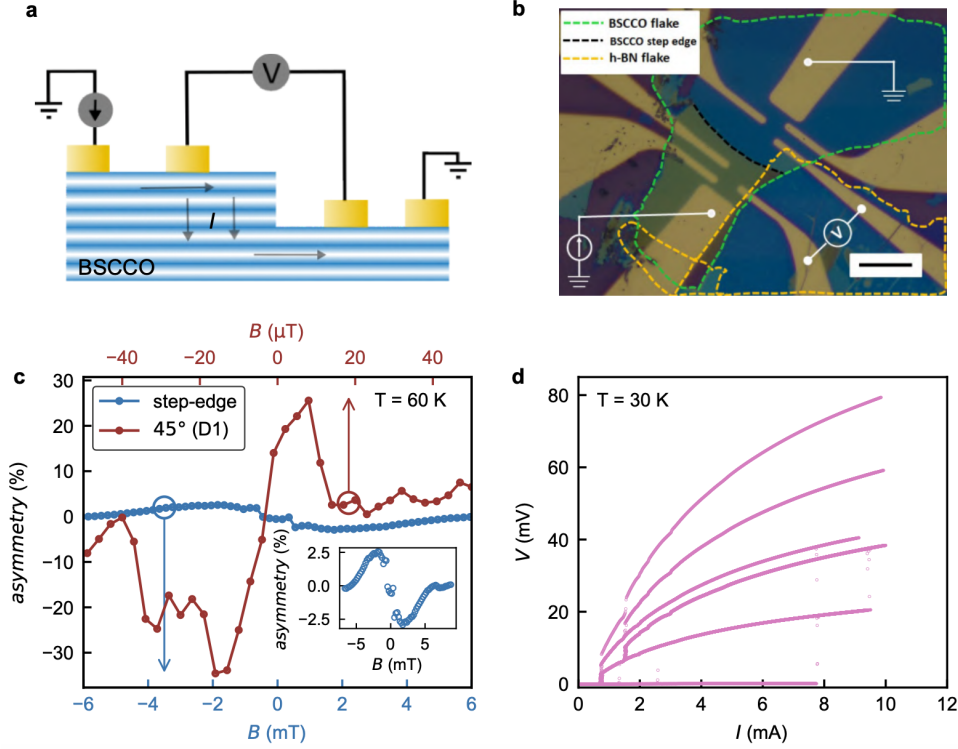 a
V
I
BSCCO
b
BSCCO flake
BSCCO step edge
h-BN flake
V
c
B (μT)
−40 −20 0 20 40
step-edge
45° (D1)
T = 60 K
asymmetry (%)
30
20
10
0
−10
−20
−30
asymmetry (%)
2.5
0.0
−2.5
−5 0 5
B (mT)
−6 −4 −2 0 2 4 6
B (mT)
d
T = 30 K
V (mV)
80
60
40
20
0
0 2 4 6 8 10 12
I (mA)